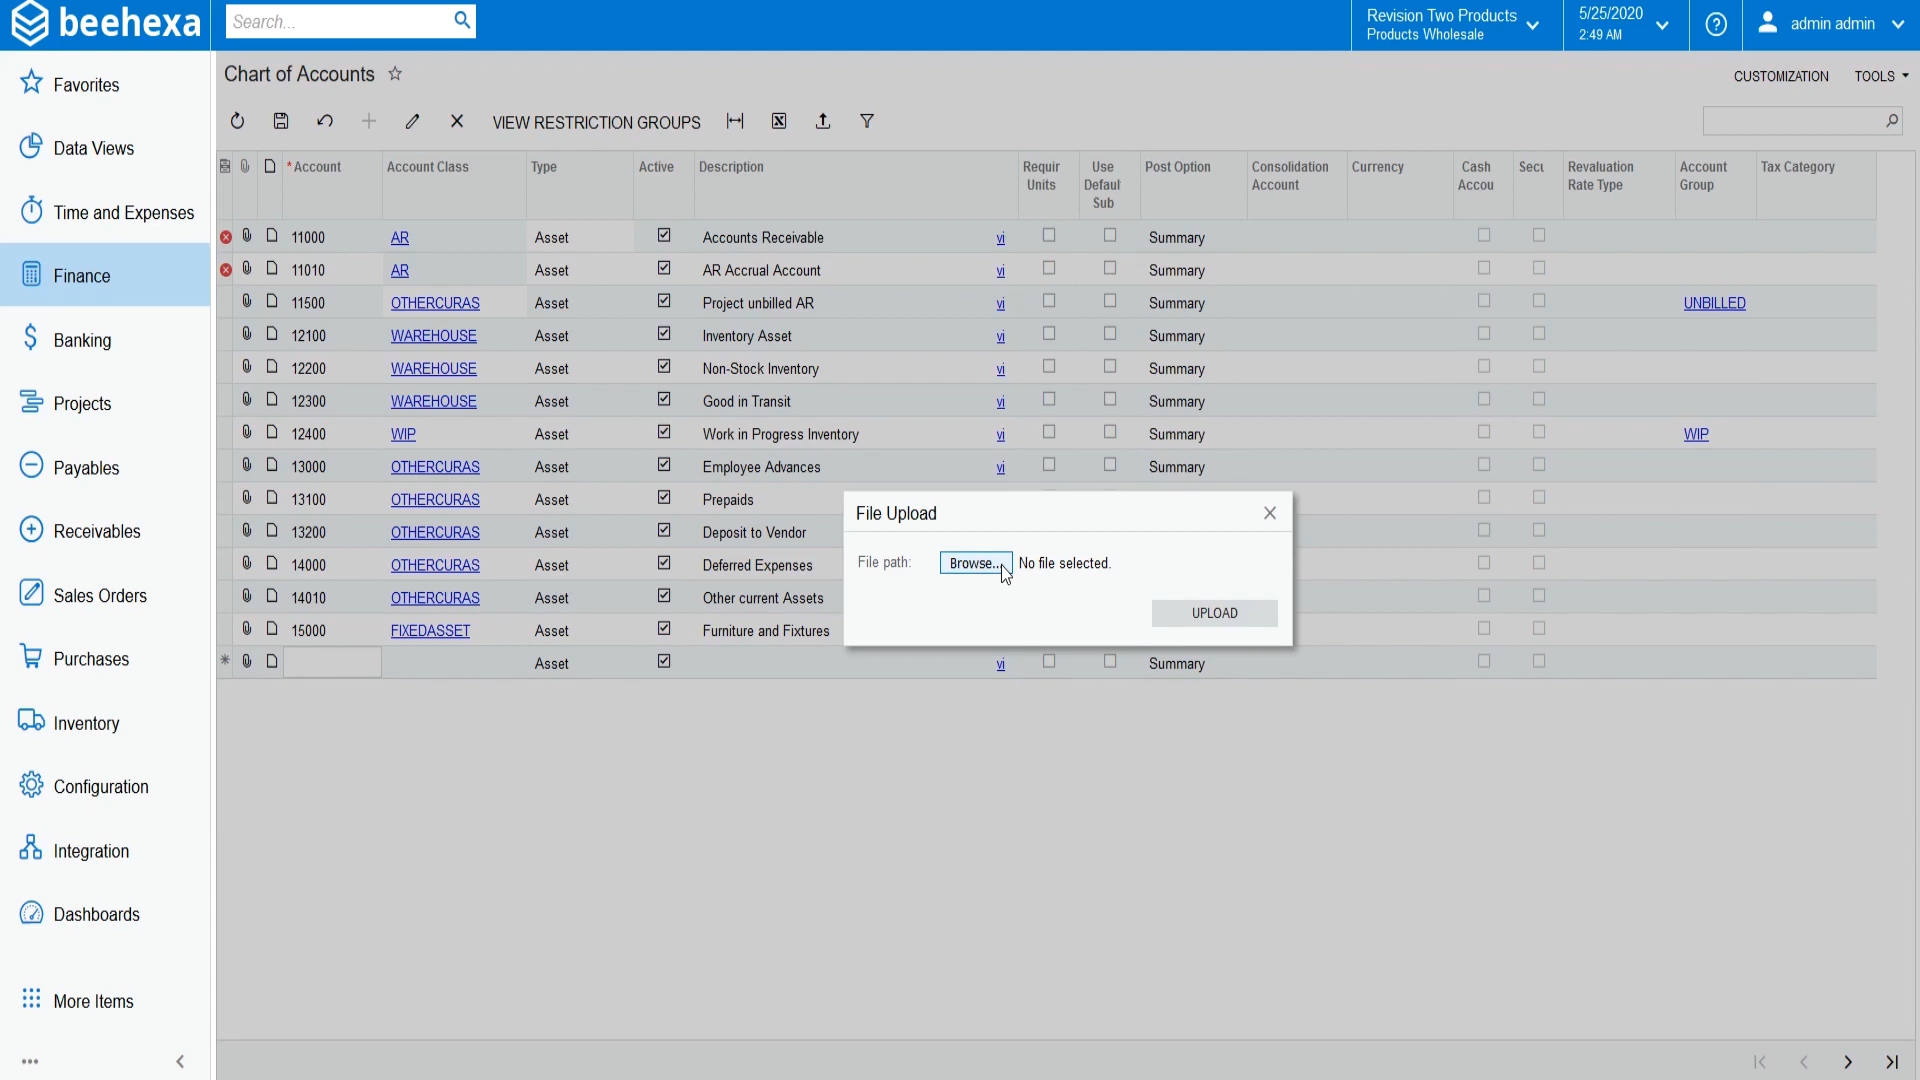 beehexa
Search...
Revision Two Products
Products Wholesale
5/25/2020
2:49 AM
admin admin
Favorites
Data Views
Time and Expenses
Finance
Banking
Projects
Payables
Receivables
Sales Orders
Purchases
Inventory
Configuration
Integration
Dashboards
More Items
Chart of Accounts
CUSTOMIZATION TOOLS
VIEW RESTRICTION GROUPS
* Account Account Class Type Active Description Requir Units Use Defaul Sub Post Option Consolidation Account Currency Cash Accou Secu Revaluation Rate Type Account Group Tax Category
11000 AR Asset Accounts Receivable vi Summary
11010 AR Asset AR Accrual Account vi Summary
11500 OTHERCURAS Asset Project unbilled AR vi Summary UNBILLED
12100 WAREHOUSE Asset Inventory Asset vi Summary
12200 WAREHOUSE Asset Non-Stock Inventory vi Summary
12300 WAREHOUSE Asset Good in Transit vi Summary
12400 WIP Asset Work in Progress Inventory vi Summary WIP
13000 OTHERCURAS Asset Employee Advances vi Summary
13100 OTHERCURAS Asset Prepaids
13200 OTHERCURAS Asset Deposit to Vendor
14000 OTHERCURAS Asset Deferred Expenses
14010 OTHERCURAS Asset Other current Assets
15000 FIXEDASSET Asset Furniture and Fixtures
Asset vi Summary
File Upload
File path: Browse... No file selected.
UPLOAD